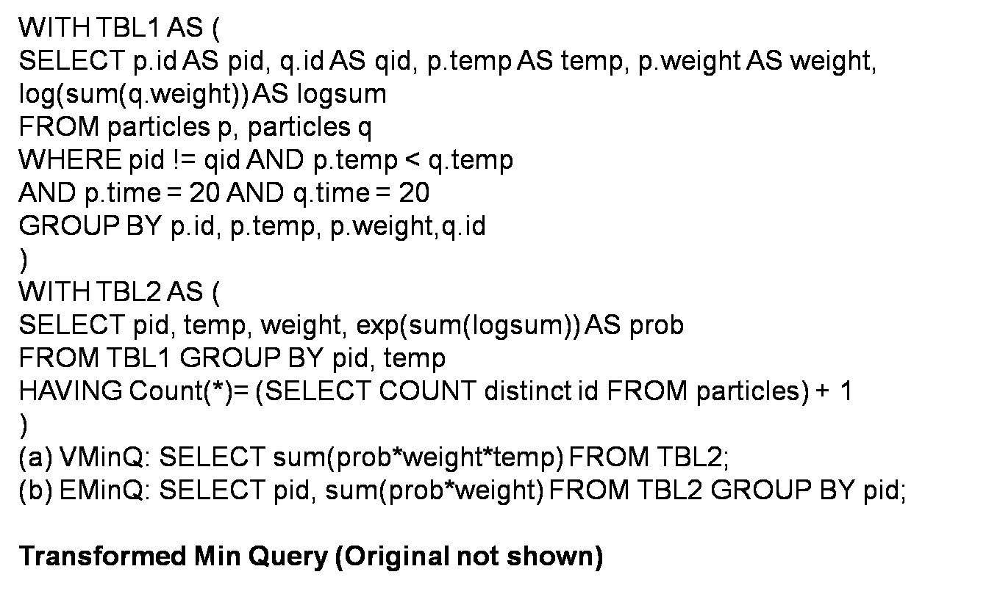 WITH TBL1 AS (
SELECT p.id AS pid, q.id AS qid, p.temp AS temp, p.weight AS weight,
log(sum(q.weight)) AS logsum
FROM particles p, particles q
WHERE pid != qid AND p.temp < q.temp
AND p.time = 20 AND q.time = 20
GROUP BY p.id, p.temp, p.weight,q.id
)
WITH TBL2 AS (
SELECT pid, temp, weight, exp(sum(logsum)) AS prob
FROM TBL1 GROUP BY pid, temp
HAVING Count(*)= (SELECT COUNT distinct id FROM particles) + 1
)
(a) VMinQ: SELECT sum(prob*weight*temp) FROM TBL2;
(b) EMinQ: SELECT pid, sum(prob*weight) FROM TBL2 GROUP BY pid;
Transformed Min Query (Original not shown)